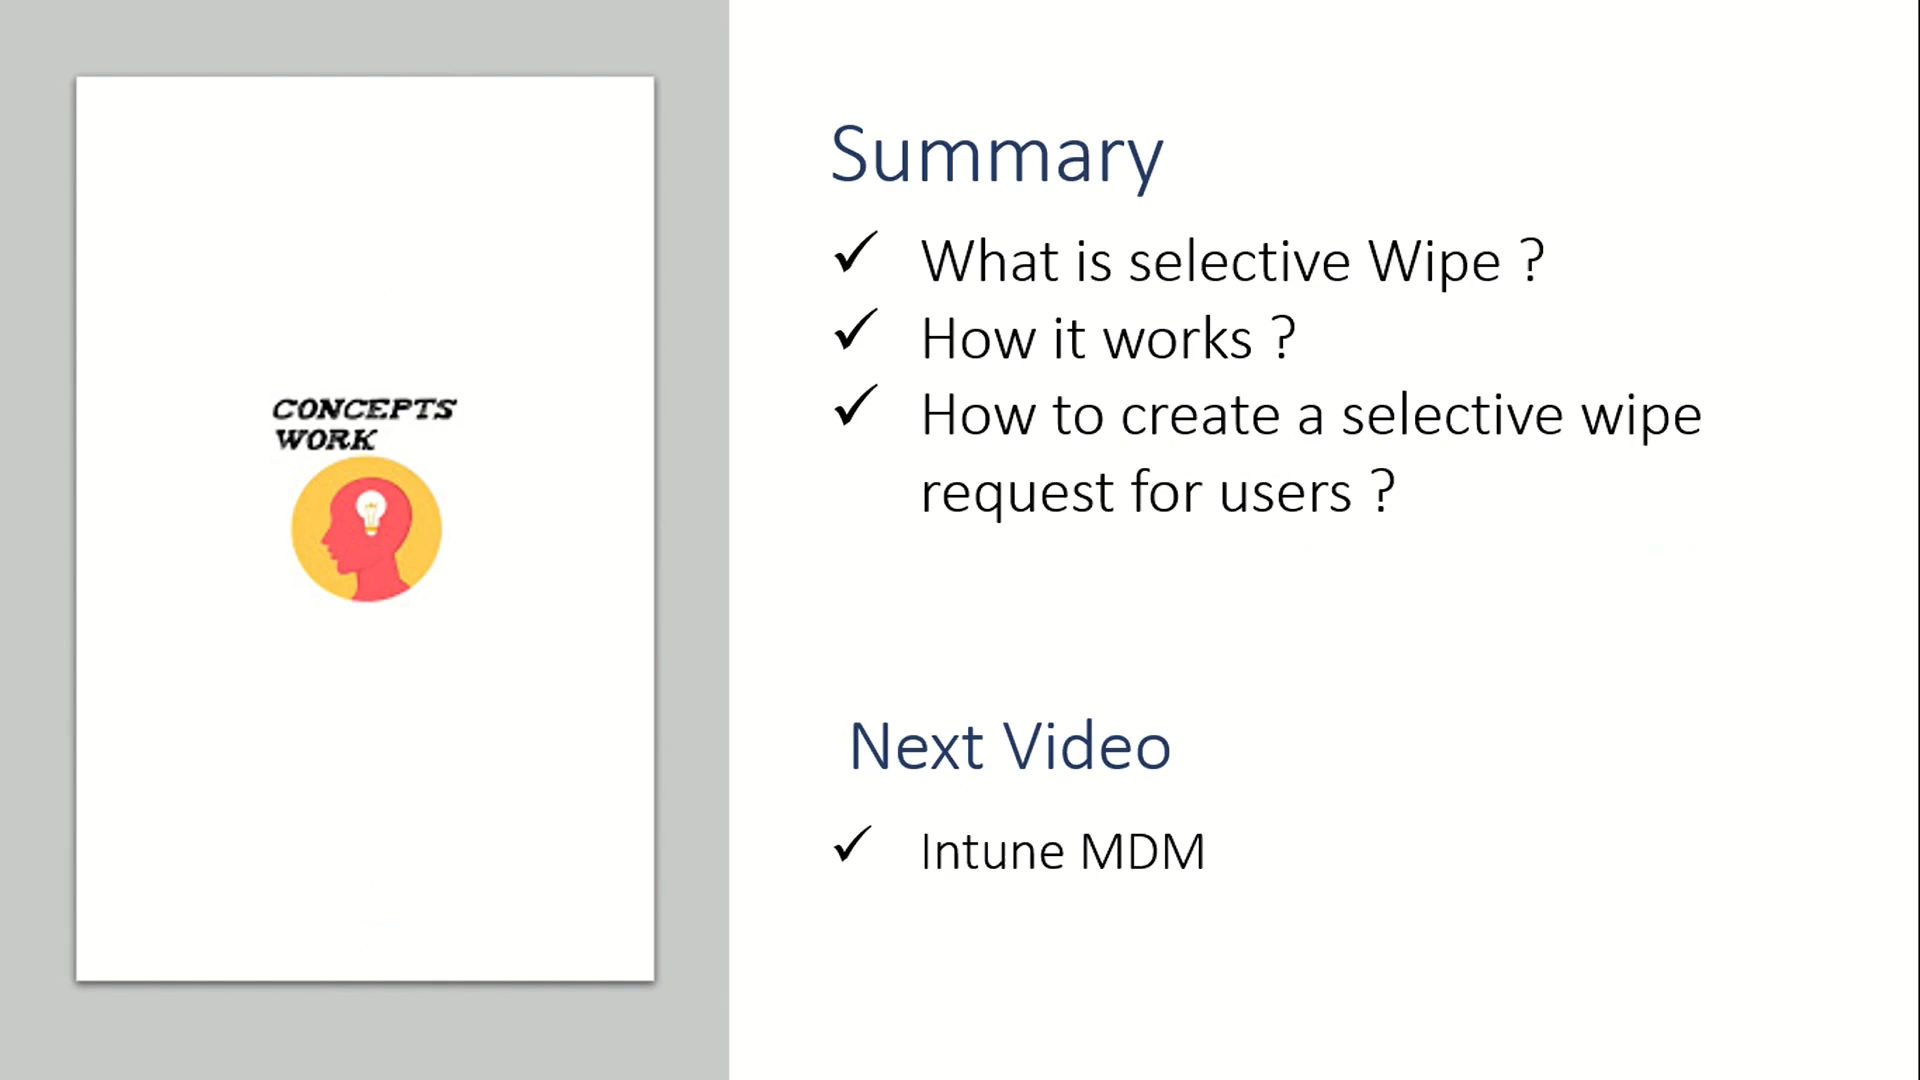 CONCEPTS
WORK
Summary
✓ What is selective Wipe ?
✓ How it works ?
✓ How to create a selective wipe
request for users ?
Next Video
✓ Intune MDM